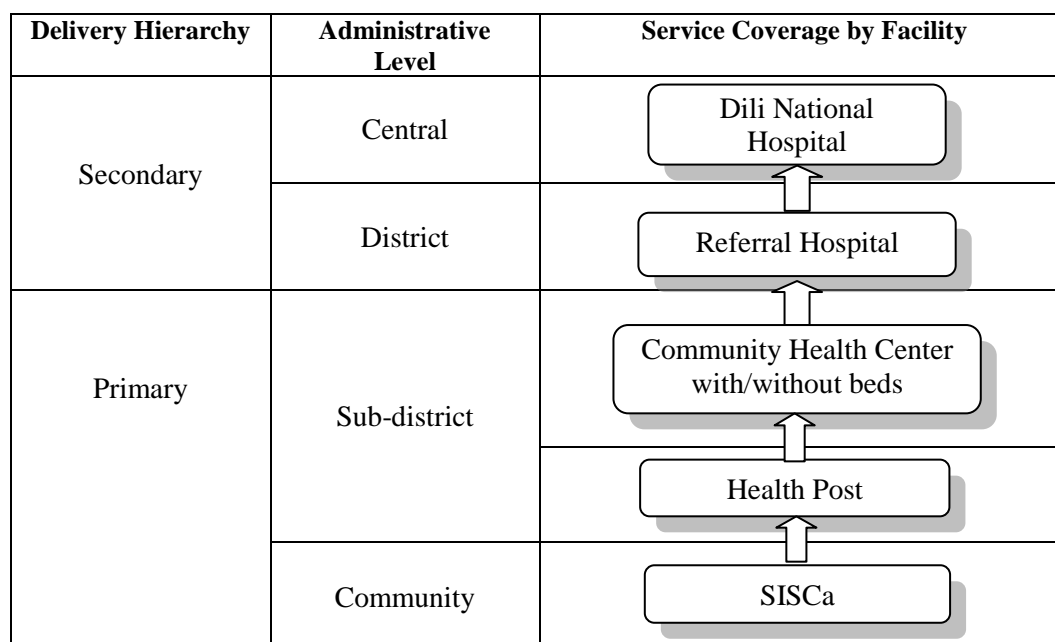 Delivery Hierarchy
Administrative
Level
Service Coverage by Facility
Secondary
Central
Dili National
Hospital
District
Referral Hospital
Primary
Sub-district
Community Health Center
with/without beds
Health Post
Community
SISCa